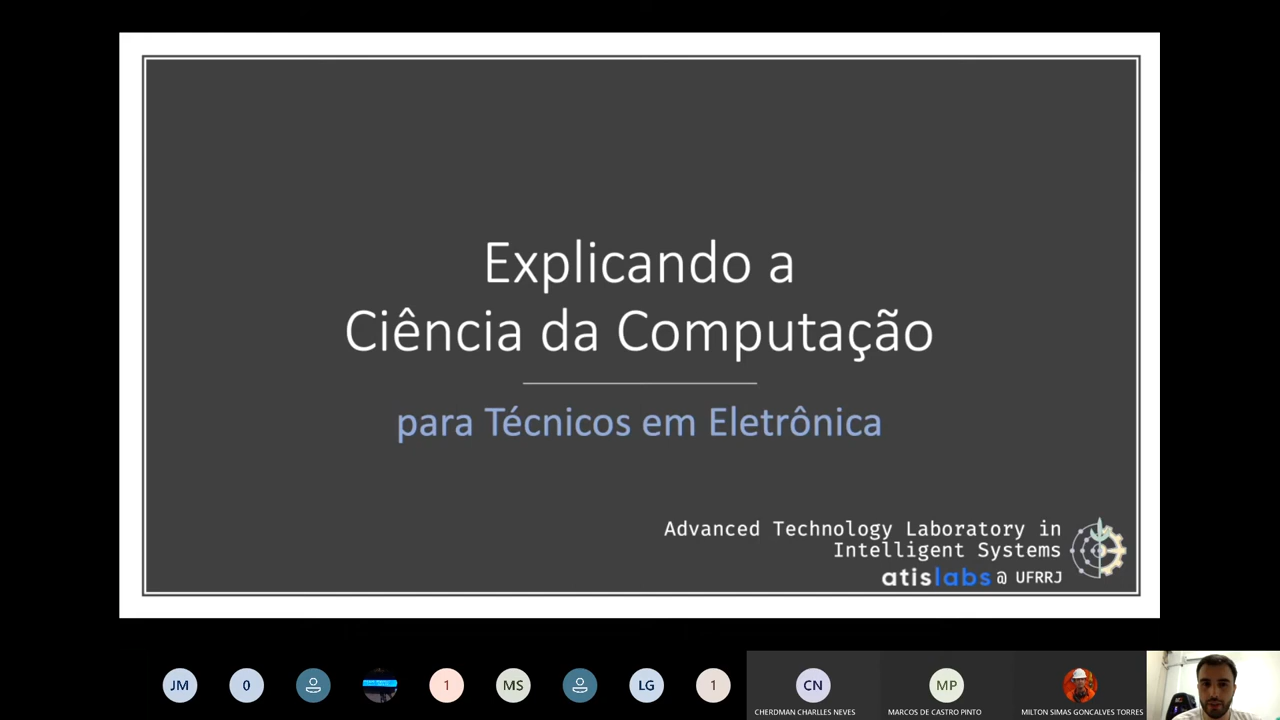 Explicando a
Ciência da Computação
para Técnicos em Eletrônica
Advanced Technology Laboratory in
Intelligent Systems
atislabs @ UFRRJ
JM
0
1
MS
LG
1
CN
MP
CHERDMAN CHARLLES NEVES
MARCOS DE CASTRO PINTO
MILTON SIMAS GONCALVES TORRES